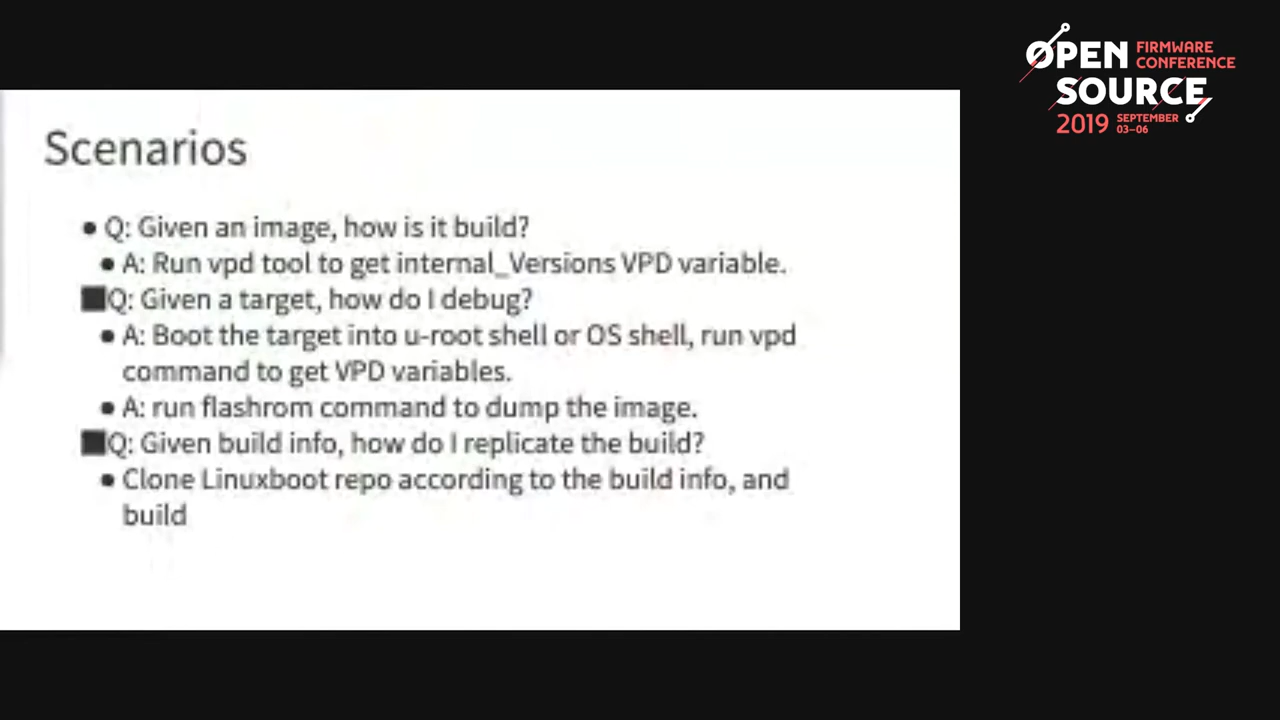 OPEN FIRMWARE
CONFERENCE
SOURCE
2019 SEPTEMBER
03–06
Scenarios
● Q: Given an image, how is it build?
● A: Run vpd tool to get internal_Versions VPD variable.
■Q: Given a target, how do I debug?
● A: Boot the target into u-root shell or OS shell, run vpd
command to get VPD variables.
● A: run flashrom command to dump the image.
■Q: Given build info, how do I replicate the build?
● Clone Linuxboot repo according to the build info, and
build